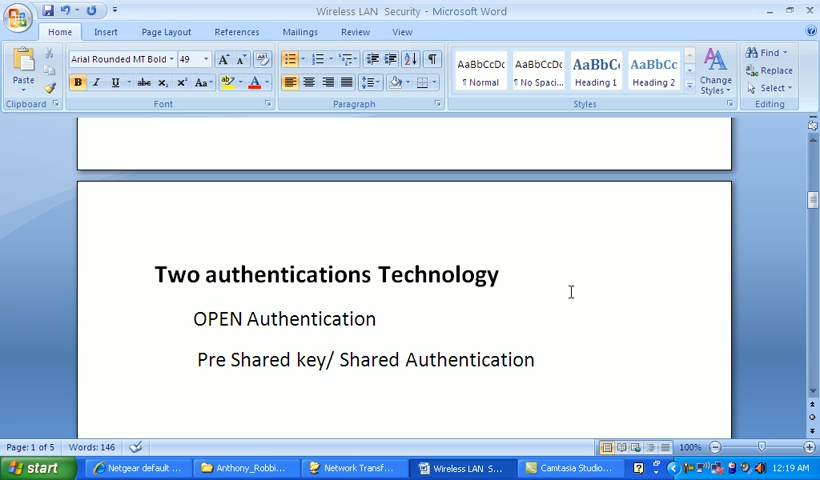 Wireless LAN  Security - Microsoft Word
Home Insert Page Layout References Mailings Review View
Paste
Arial Rounded MT Bold 49
AaBbCcDc AaBbCcDc AaBbCc AaBbCc
¶ Normal ¶ No Spaci... Heading 1 Heading 2
Change Styles
Find
Replace
Select
Clipboard Font Paragraph Styles Editing
Two authentications Technology
OPEN Authentication
Pre Shared key/ Shared Authentication
Page: 1 of 5 Words: 146 100%
start Netgear default ... Anthony_Robbi... Network Transf... Wireless LAN  S... Camtasia Studio... 12:19 AM